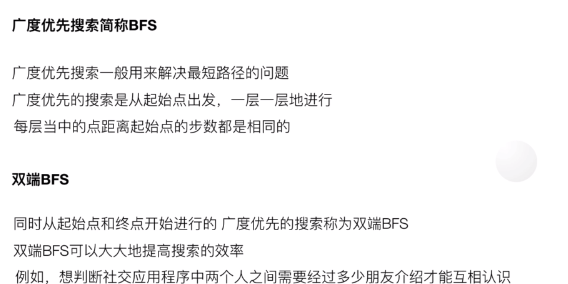 广度优先搜索简称BFS
广度优先搜索一般用来解决最短路径的问题
广度优先的搜索是从起始点出发，一层一层地进行
每层当中的点距离起始点的步数都是相同的
双端BFS
同时从起始点和终点开始进行的 广度优先的搜索称为双端BFS
双端BFS可以大大地提高搜索的效率
例如，想判断社交应用程序中两个人之间需要经过多少朋友介绍才能互相认识